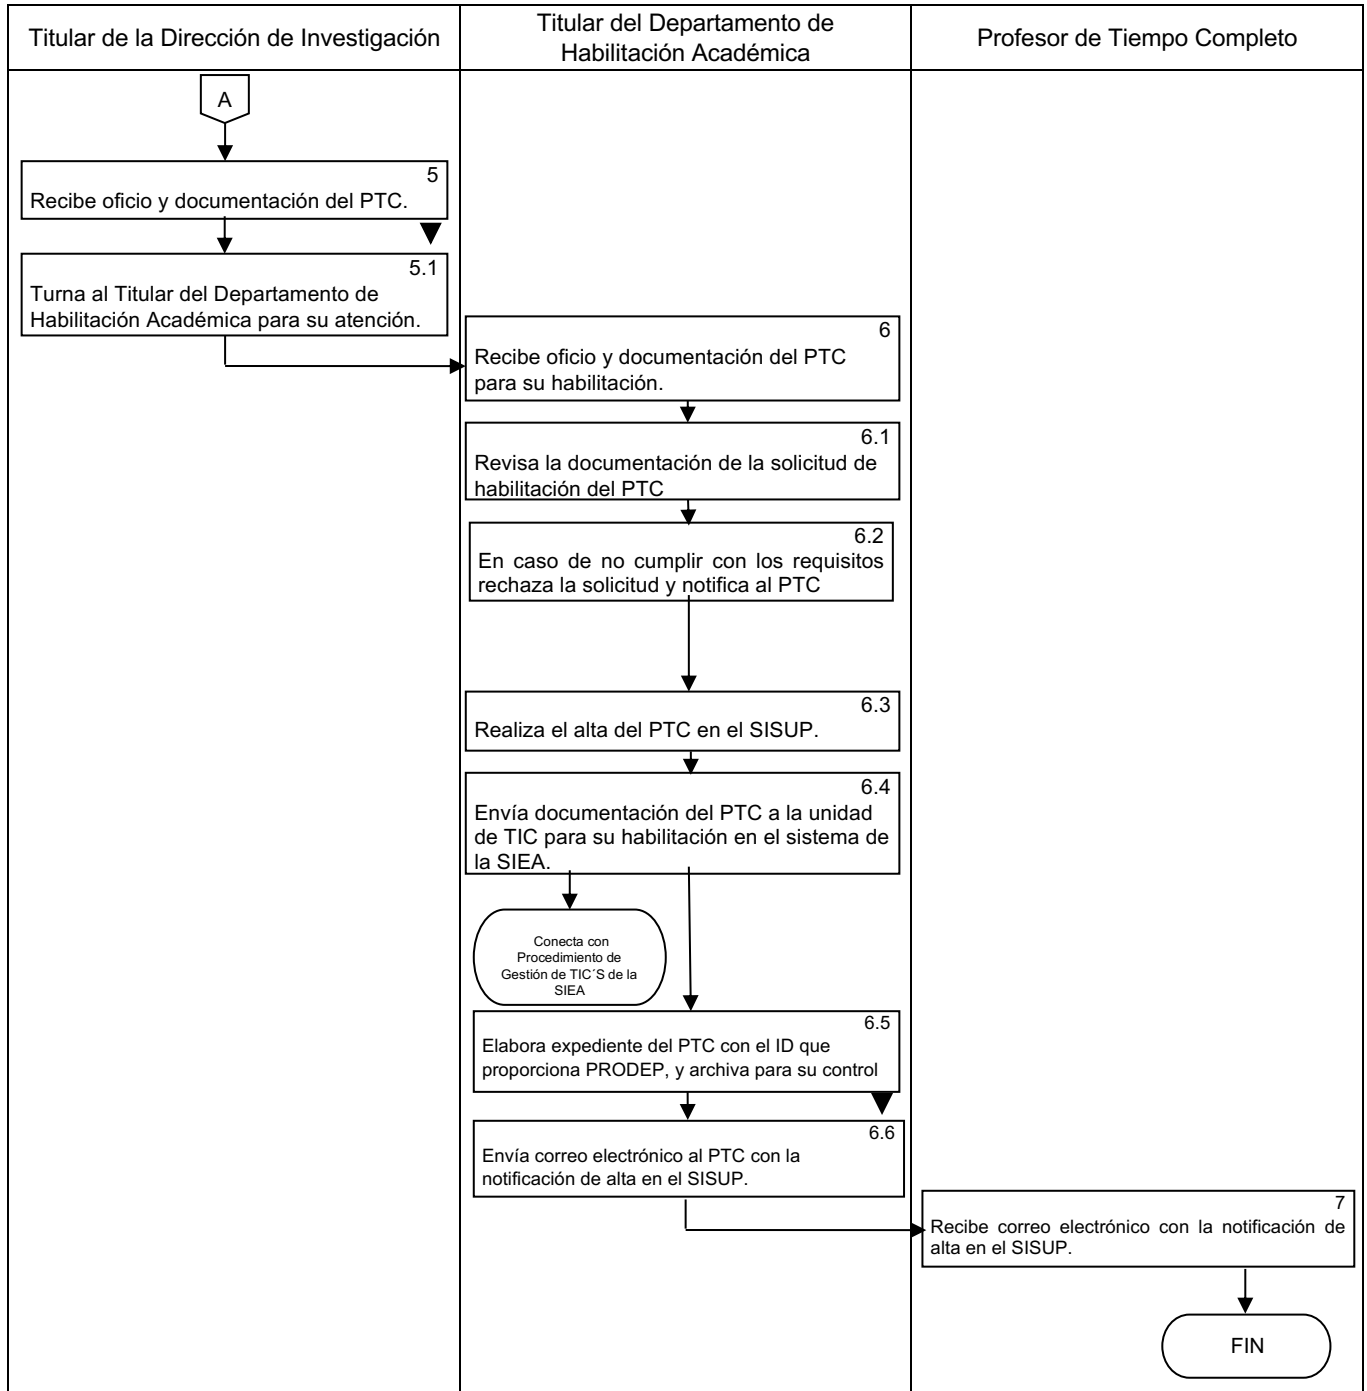 Titular de la Dirección de Investigación
Titular del Departamento de
Habilitación Académica
Profesor de Tiempo Completo
A
5
Recibe oficio y documentación del PTC.
5.1
Turna al Titular del Departamento de
Habilitación Académica para su atención.
6
Recibe oficio y documentación del PTC
para su habilitación.
6.1
Revisa la documentación de la solicitud de
habilitación del PTC
6.2
En caso de no cumplir con los requisitos
rechaza la solicitud y notifica al PTC
6.3
Realiza el alta del PTC en el SISUP.
6.4
Envía documentación del PTC a la unidad
de TIC para su habilitación en el sistema de
la SIEA.
Conecta con
Procedimiento de
Gestión de TIC´S de la
SIEA
6.5
Elabora expediente del PTC con el ID que
proporciona PRODEP, y archiva para su control
6.6
Envía correo electrónico al PTC con la
notificación de alta en el SISUP.
7
Recibe correo electrónico con la notificación de
alta en el SISUP.
FIN